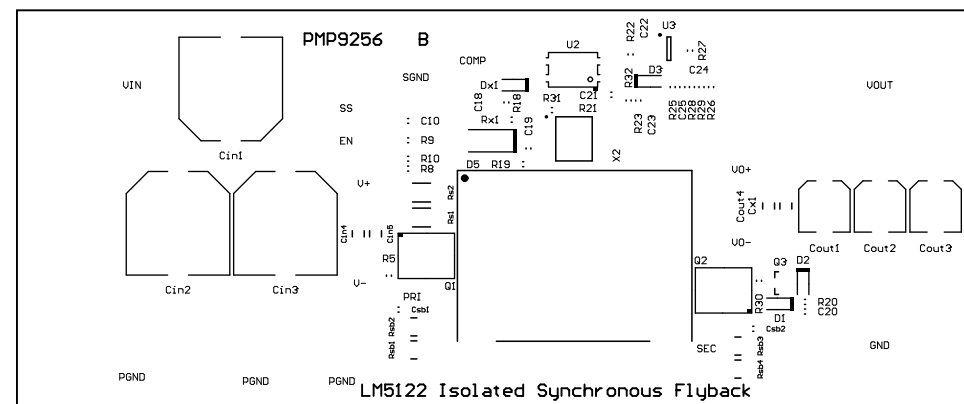 PMP9256 B
R22
C22
U3
U2
R27
COMP
SGND
VIN
VOUT
Dx1
R32
D3
C24
C21
C18
R18
R31
R21
SS
C10
Rx1
C19
R23
C23
R25
C25
R28
R29
R26
EN
R9
Cin1
R10
R8
D5
R19
X2
V+
VO+
Rs2
Rs1
Cout4
Cx1
Cin4
Cin5
VO-
Cout1
Cout2
Cout3
R5
Q2
Q3
D2
Cin2
Cin3
V-
Q1
PRI
Csb1
R30
R20
C20
D1
Csb2
Rsb2
Rsb1
SEC
Rsb3
Rsb4
GND
PGND
PGND
PGND
LM5122 Isolated Synchronous Flyback